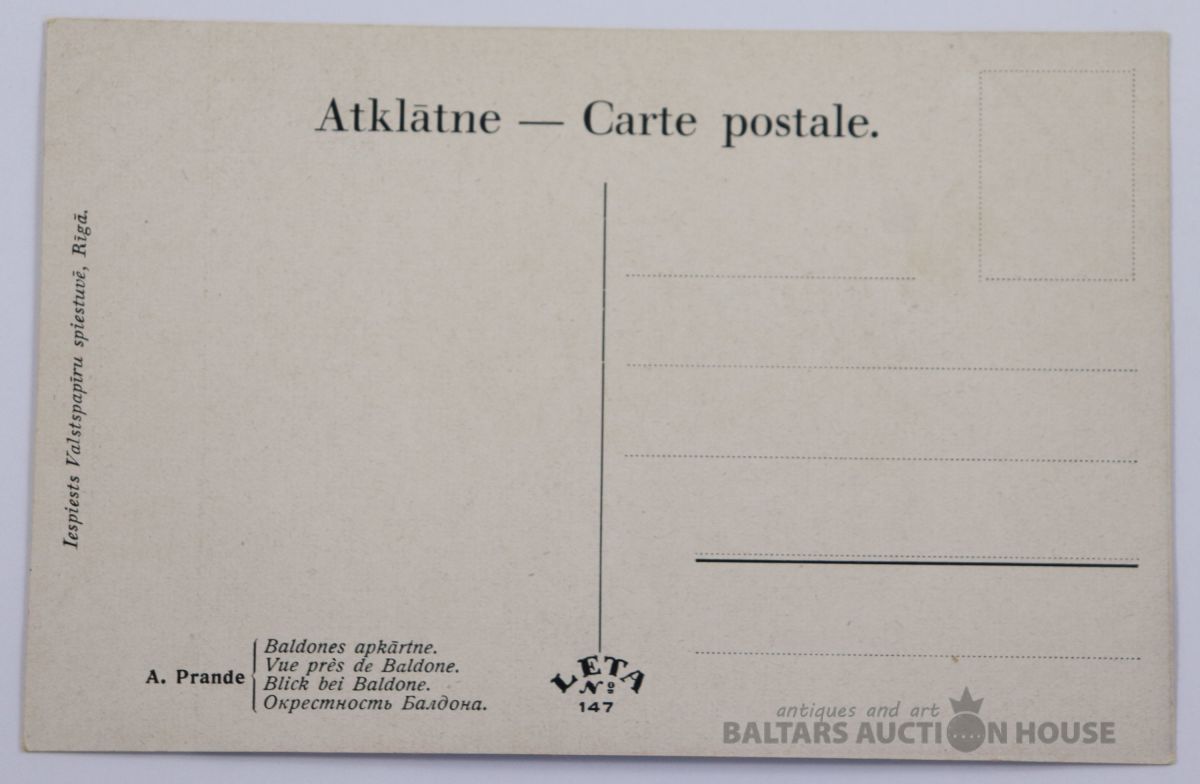 Atklātne — Carte postale.
Iespiests Valstspapīru spiestuvē, Rīgā.
A. Prande
Baldones apkārtne.
Vue près de Baldone.
Blick bei Baldone.
Окрестность Балдона.
LETA
№
147
antiques and art
BALTARS AUCTION HOUSE